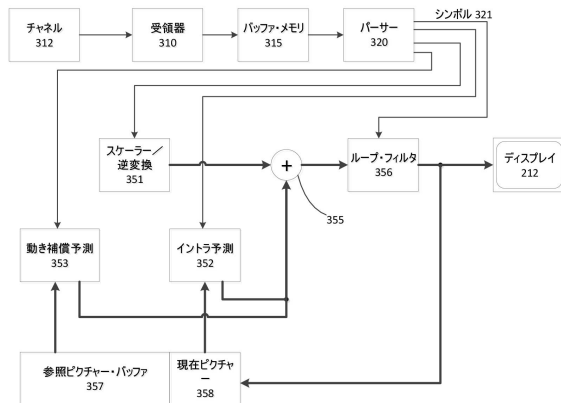 チャネル
312
受領器
310
バッファ・メモリ
315
パーサー
320
シンボル 321
スケーラー／
逆変換
351
+
355
ループ・フィルタ
356
ディスプレイ
212
動き補償予測
353
イントラ予測
352
参照ピクチャー・バッファ
357
現在ピクチャ
ー
358